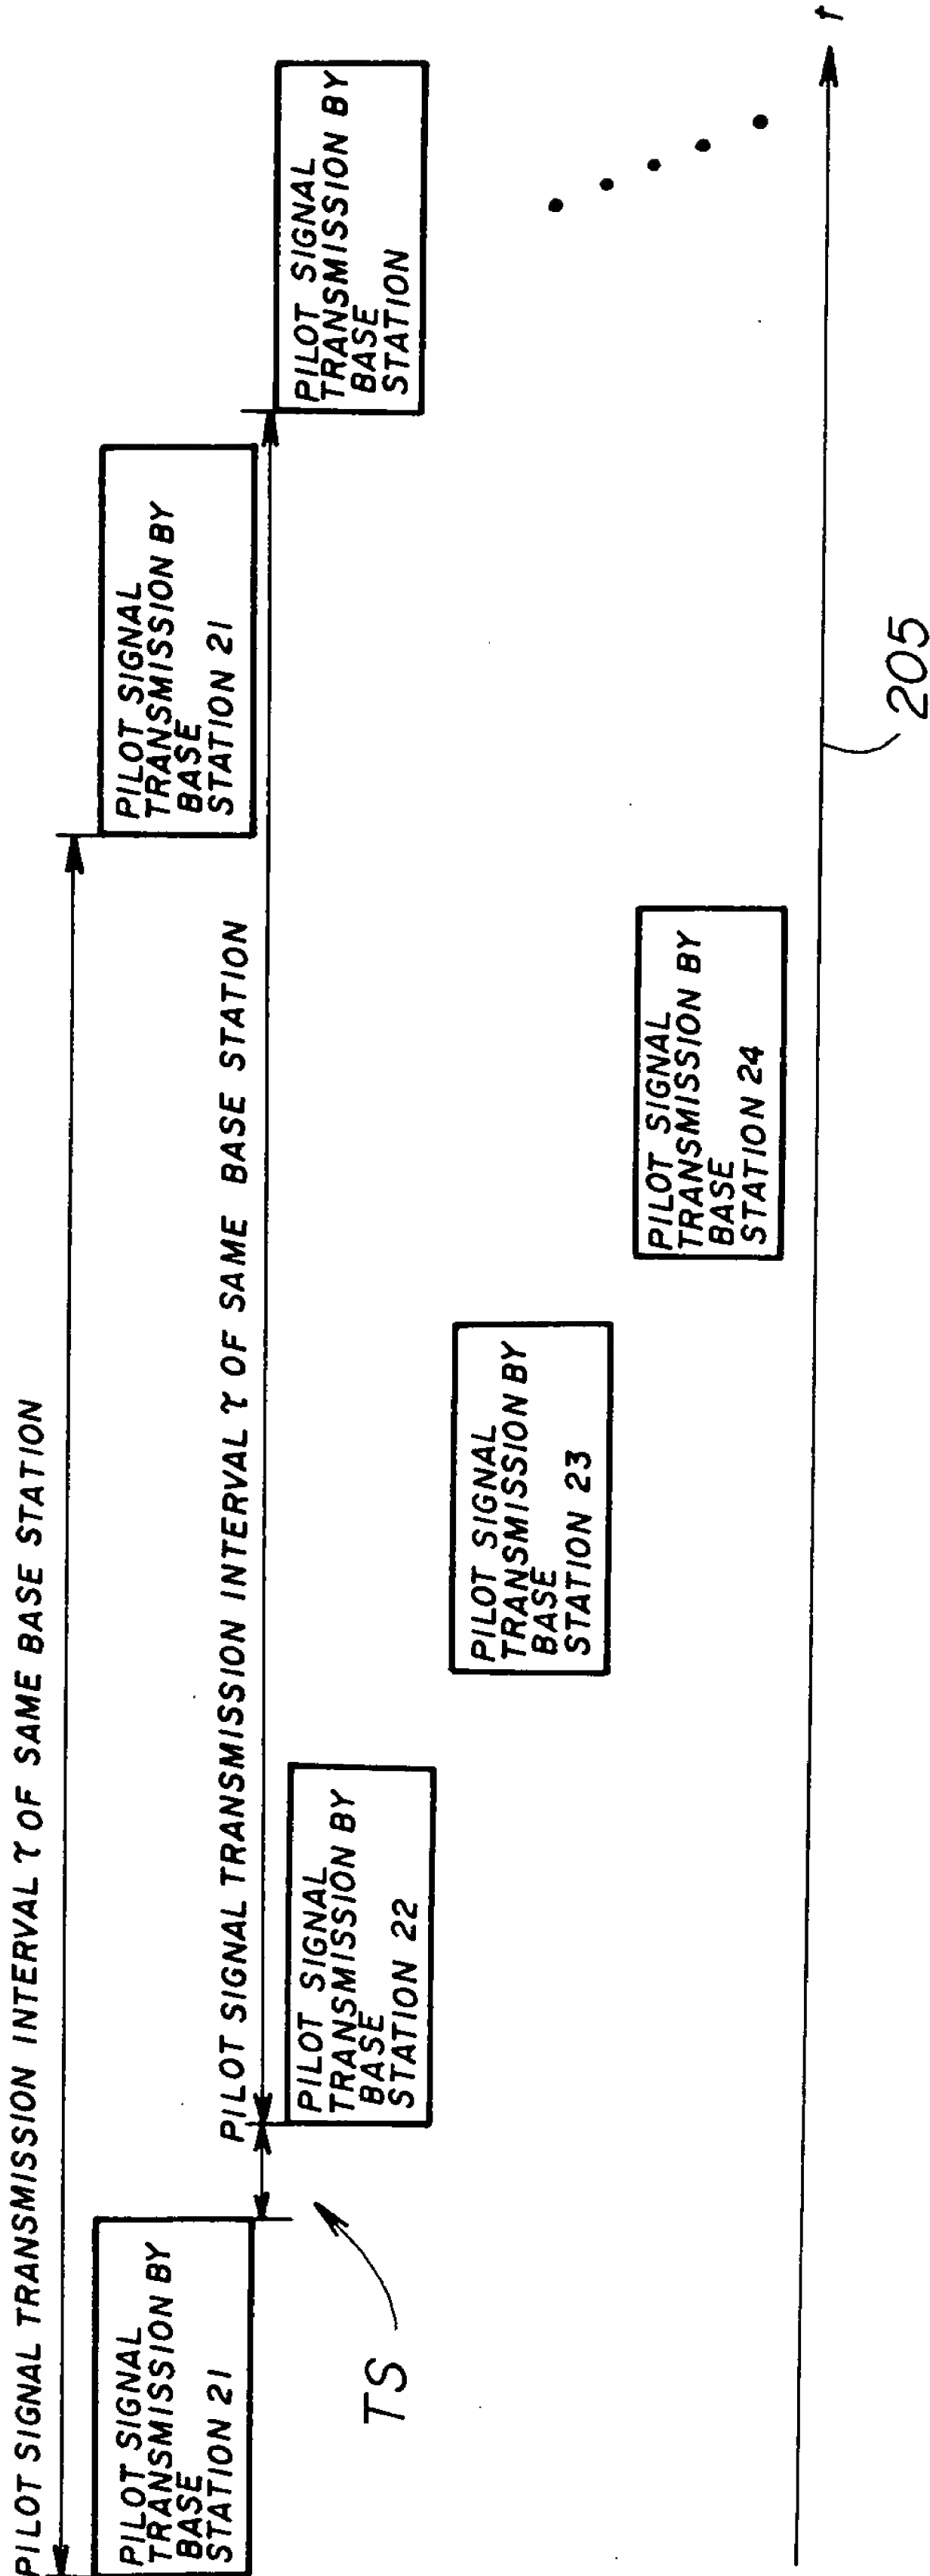 PILOT SIGNAL TRANSMISSION INTERVAL τ OF SAME BASE STATION
PILOT SIGNAL
TRANSMISSION BY
BASE
STATION 21
PILOT SIGNAL
TRANSMISSION BY
BASE
STATION 21
PILOT SIGNAL TRANSMISSION INTERVAL τ OF SAME BASE STATION
TS
PILOT SIGNAL
TRANSMISSION BY
BASE
STATION 22
PILOT SIGNAL
TRANSMISSION BY
BASE
STATION
PILOT SIGNAL
TRANSMISSION BY
BASE
STATION 23
PILOT SIGNAL
TRANSMISSION BY
BASE
STATION 24
t
205